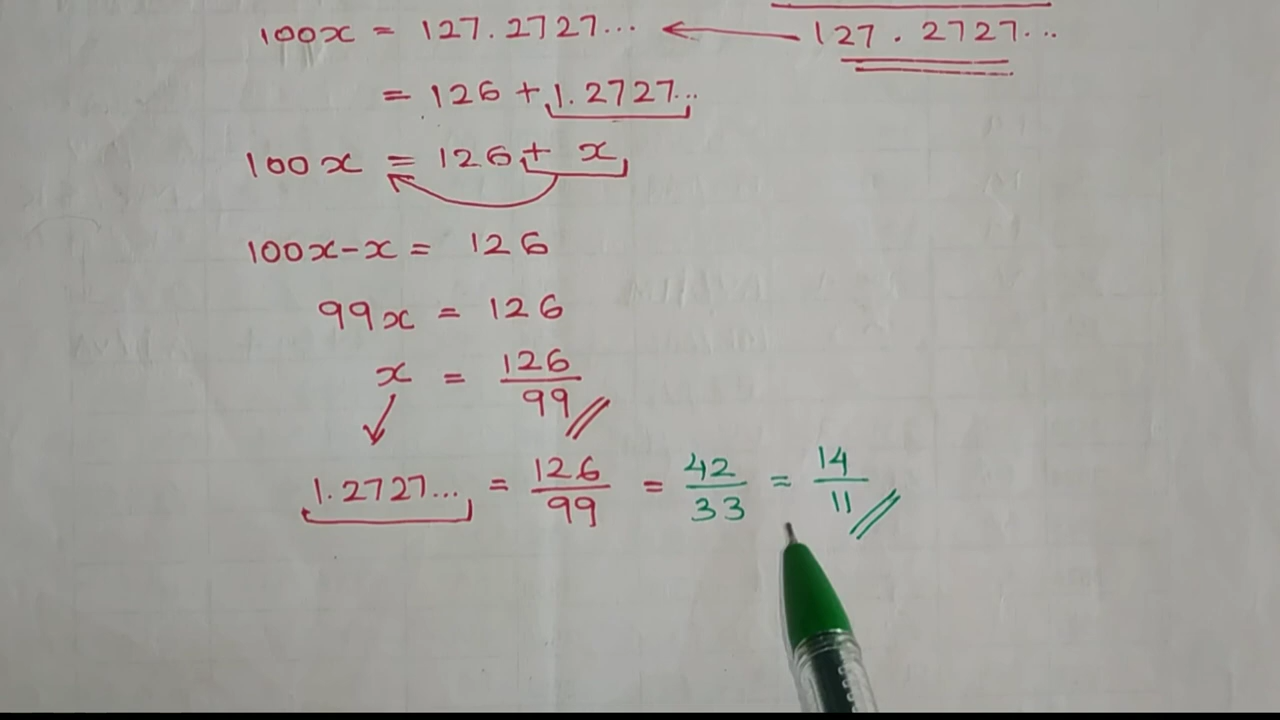 100x = 127.2727... ← 127.2727...
= 126 + 1.2727...
100x = 126 + x
100x - x = 126
99x = 126
x = 126/99
1.2727... = 126/99 = 42/33 = 14/11